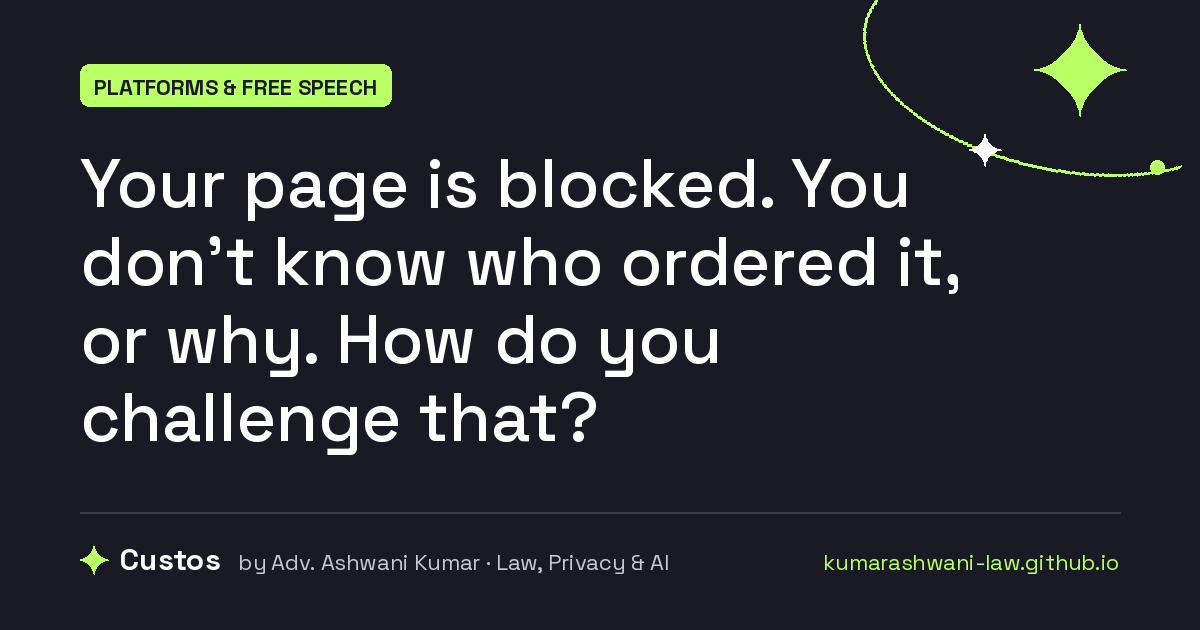 PLATFORMS & FREE SPEECH
Your page is blocked. You
don’t know who ordered it,
or why. How do you
challenge that?
Custos by Adv. Ashwani Kumar · Law, Privacy & AI
kumarashwani-law.github.io